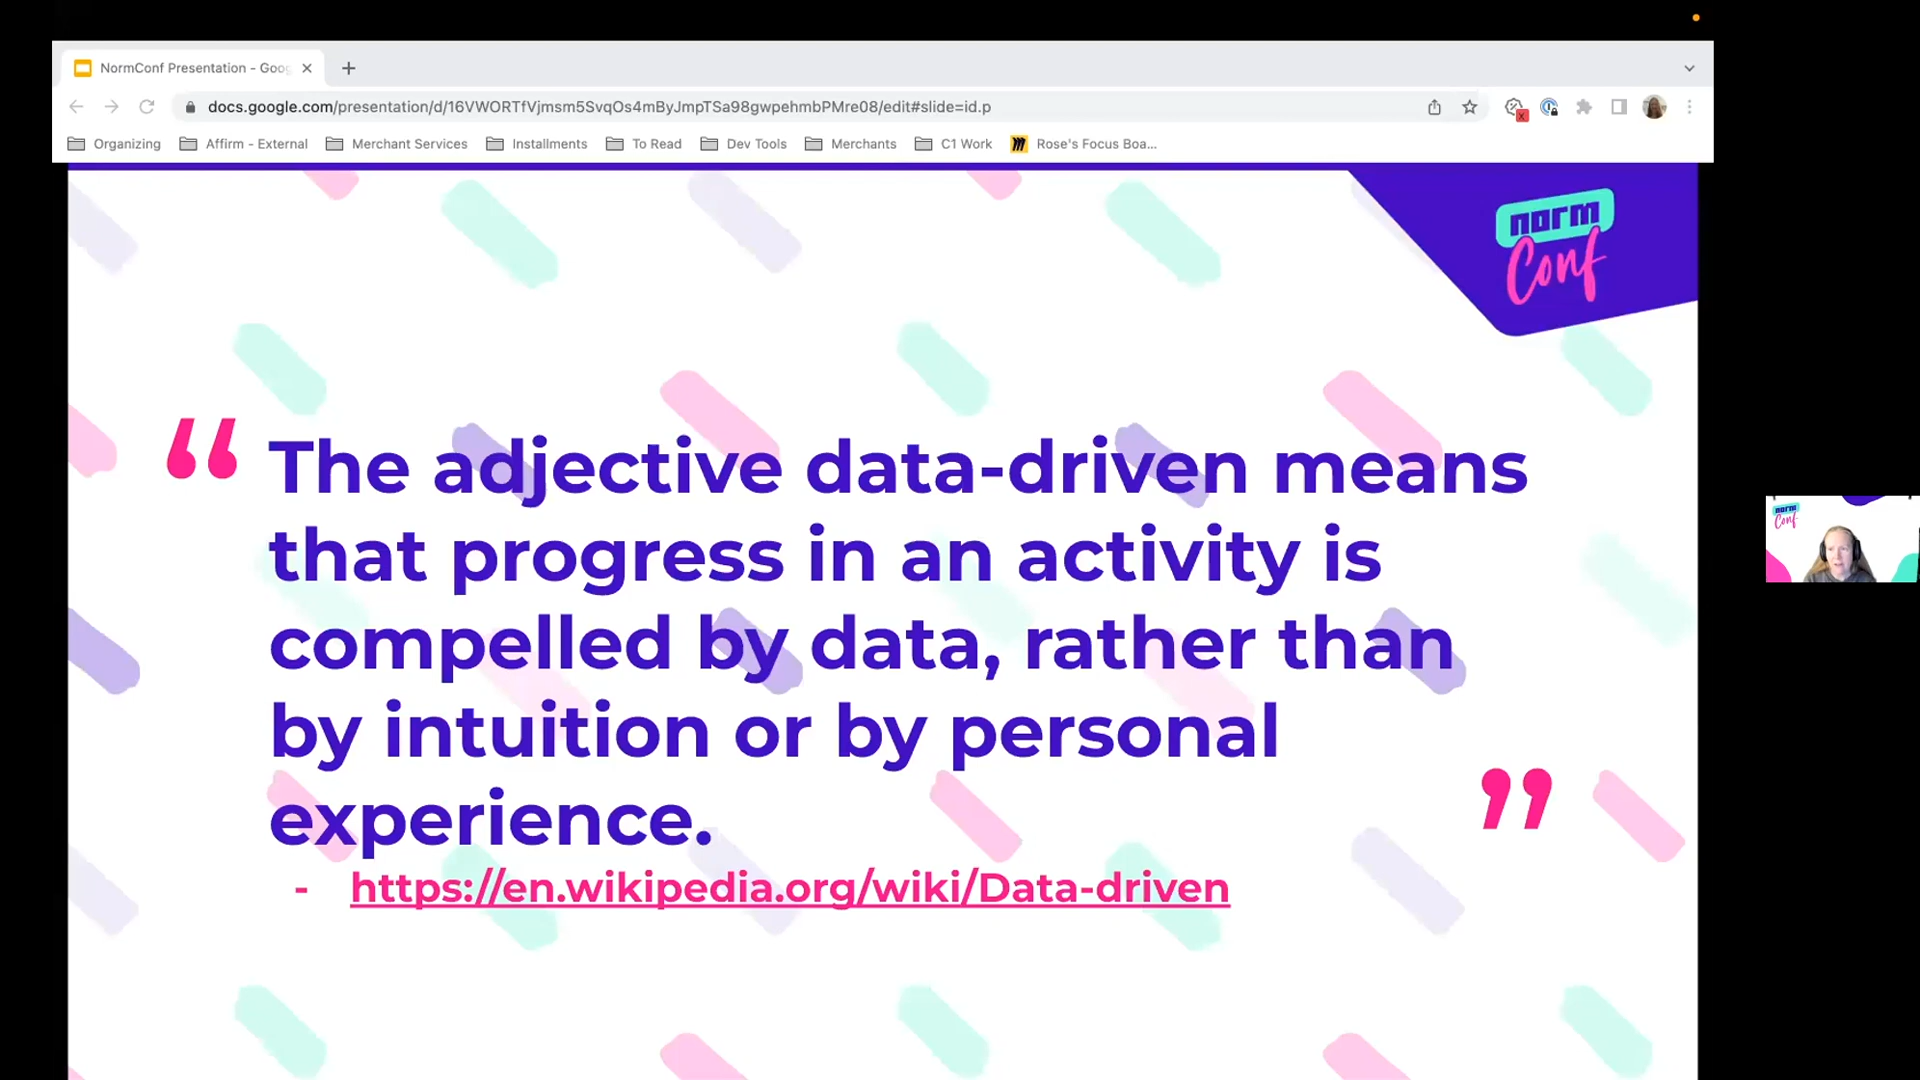 NormConf Presentation - Goog
docs.google.com/presentation/d/16VWORTfVjmsm5SvqOs4mByJmpTSa98gwpehmbPMre08/edit#slide=id.p
Organizing Affirm - External Merchant Services Installments To Read Dev Tools Merchants C1 Work Rose's Focus Boa...
norm
Conf
“ The adjective data-driven means
that progress in an activity is
compelled by data, rather than
by intuition or by personal
experience. ”
- https://en.wikipedia.org/wiki/Data-driven
norm
Conf